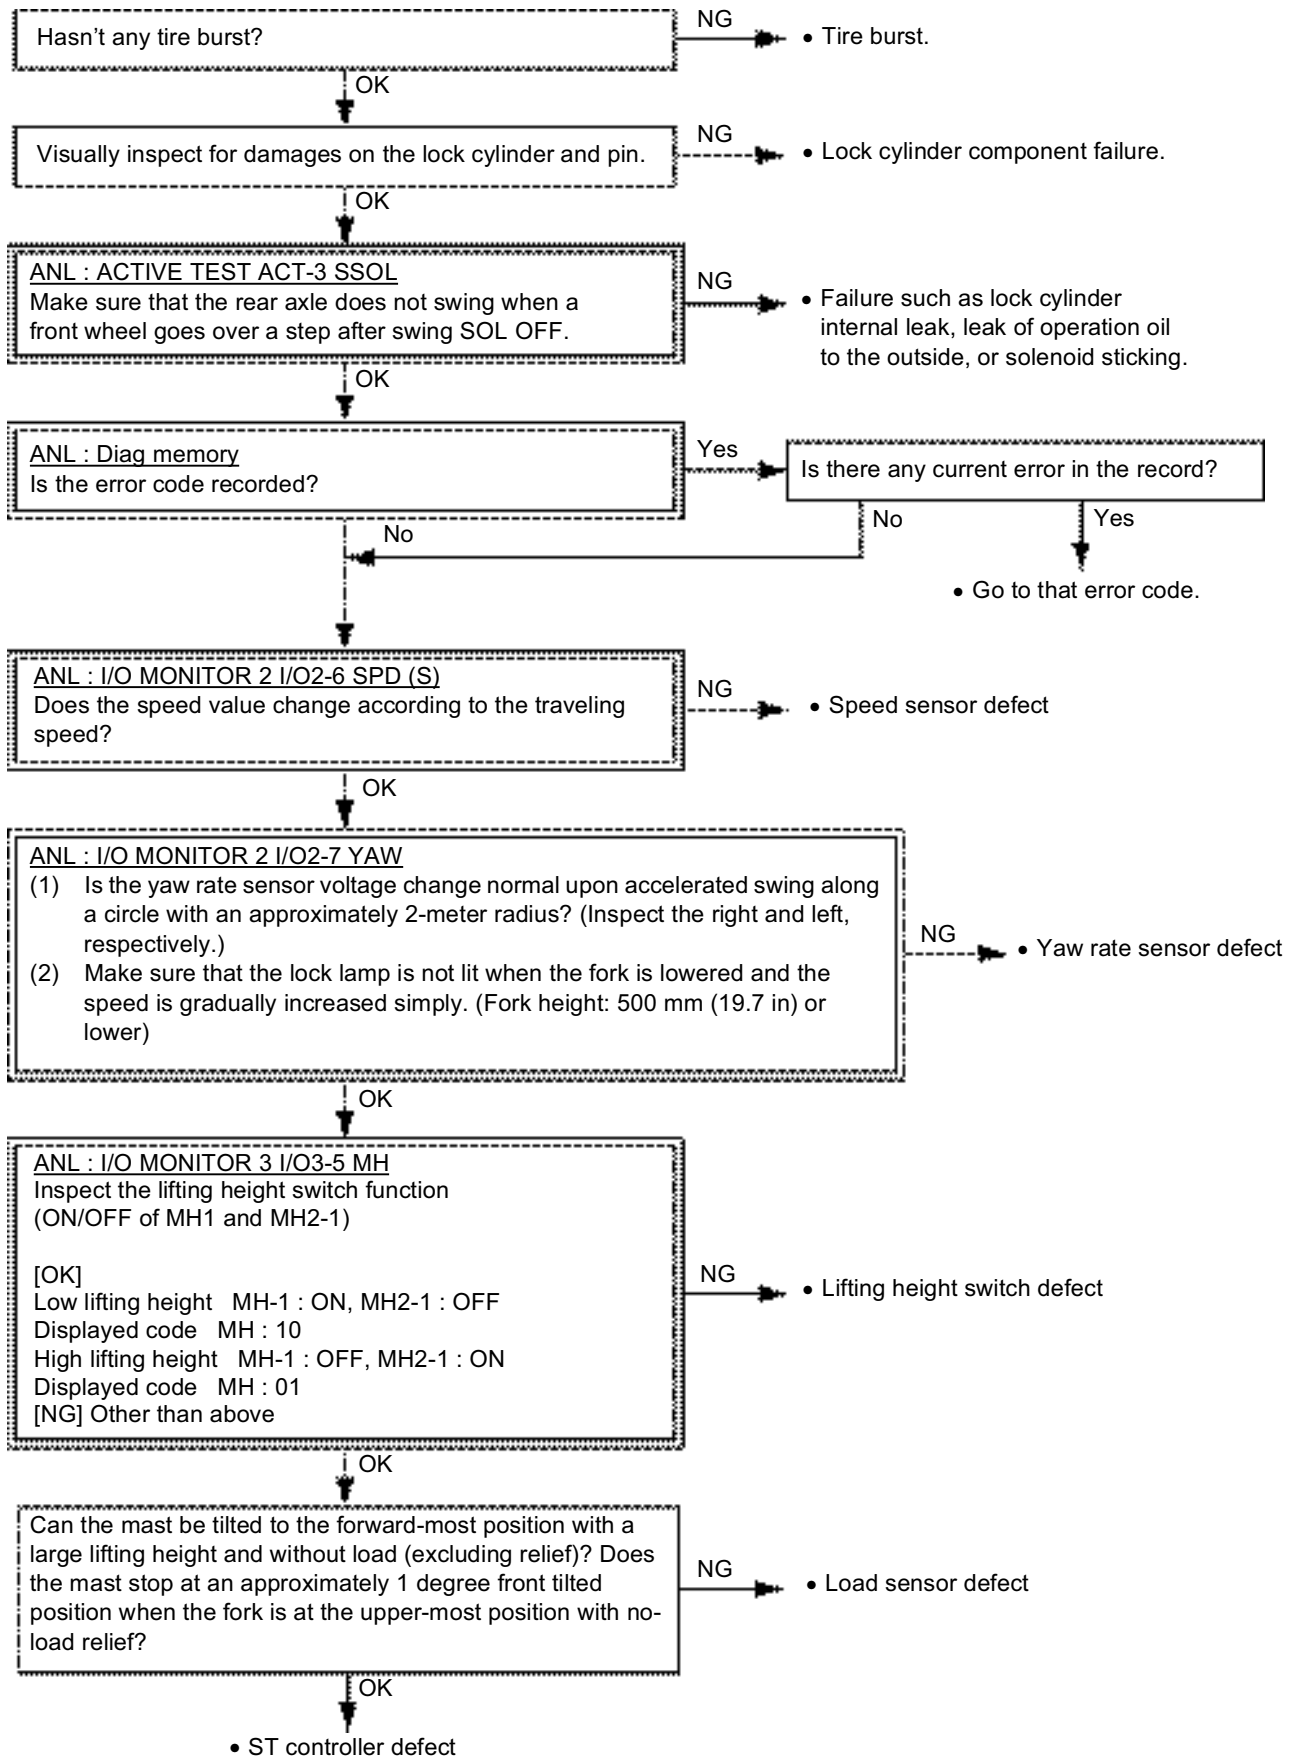 Hasn't any tire burst?
NG
• Tire burst.
OK
Visually inspect for damages on the lock cylinder and pin.
NG
• Lock cylinder component failure.
OK
ANL : ACTIVE TEST ACT-3 SSOL
Make sure that the rear axle does not swing when a
front wheel goes over a step after swing SOL OFF.
NG
• Failure such as lock cylinder
internal leak, leak of operation oil
to the outside, or solenoid sticking.
OK
ANL : Diag memory
Is the error code recorded?
Yes
Is there any current error in the record?
No
No
Yes
• Go to that error code.
ANL : I/O MONITOR 2 I/O2-6 SPD (S)
Does the speed value change according to the traveling
speed?
NG
• Speed sensor defect
OK
ANL : I/O MONITOR 2 I/O2-7 YAW
(1) Is the yaw rate sensor voltage change normal upon accelerated swing along
a circle with an approximately 2-meter radius? (Inspect the right and left,
respectively.)
(2) Make sure that the lock lamp is not lit when the fork is lowered and the
speed is gradually increased simply. (Fork height: 500 mm (19.7 in) or
lower)
NG
• Yaw rate sensor defect
OK
ANL : I/O MONITOR 3 I/O3-5 MH
Inspect the lifting height switch function
(ON/OFF of MH1 and MH2-1)
[OK]
Low lifting height MH-1 : ON, MH2-1 : OFF
Displayed code MH : 10
High lifting height MH-1 : OFF, MH2-1 : ON
Displayed code MH : 01
[NG] Other than above
NG
• Lifting height switch defect
OK
Can the mast be tilted to the forward-most position with a
large lifting height and without load (excluding relief)? Does
the mast stop at an approximately 1 degree front tilted
position when the fork is at the upper-most position with no-
load relief?
NG
• Load sensor defect
OK
• ST controller defect